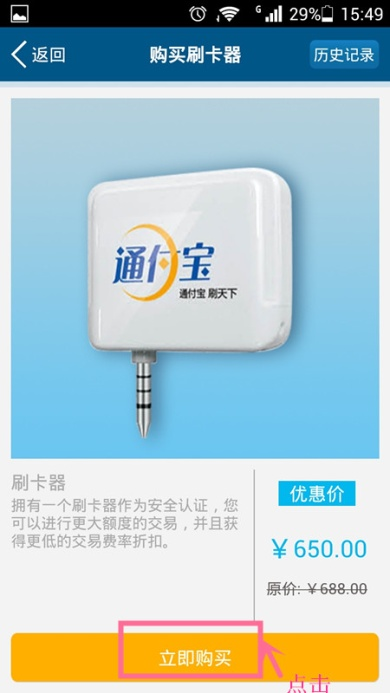 G 29% 15:49
返回 购买刷卡器 历史记录
通付宝
通付宝 刷天下
刷卡器
拥有一个刷卡器作为安全认证，您
可以进行更大额度的交易，并且获
得更低的交易费率折扣。
优惠价
￥650.00
原价：￥688.00
立即购买
点击